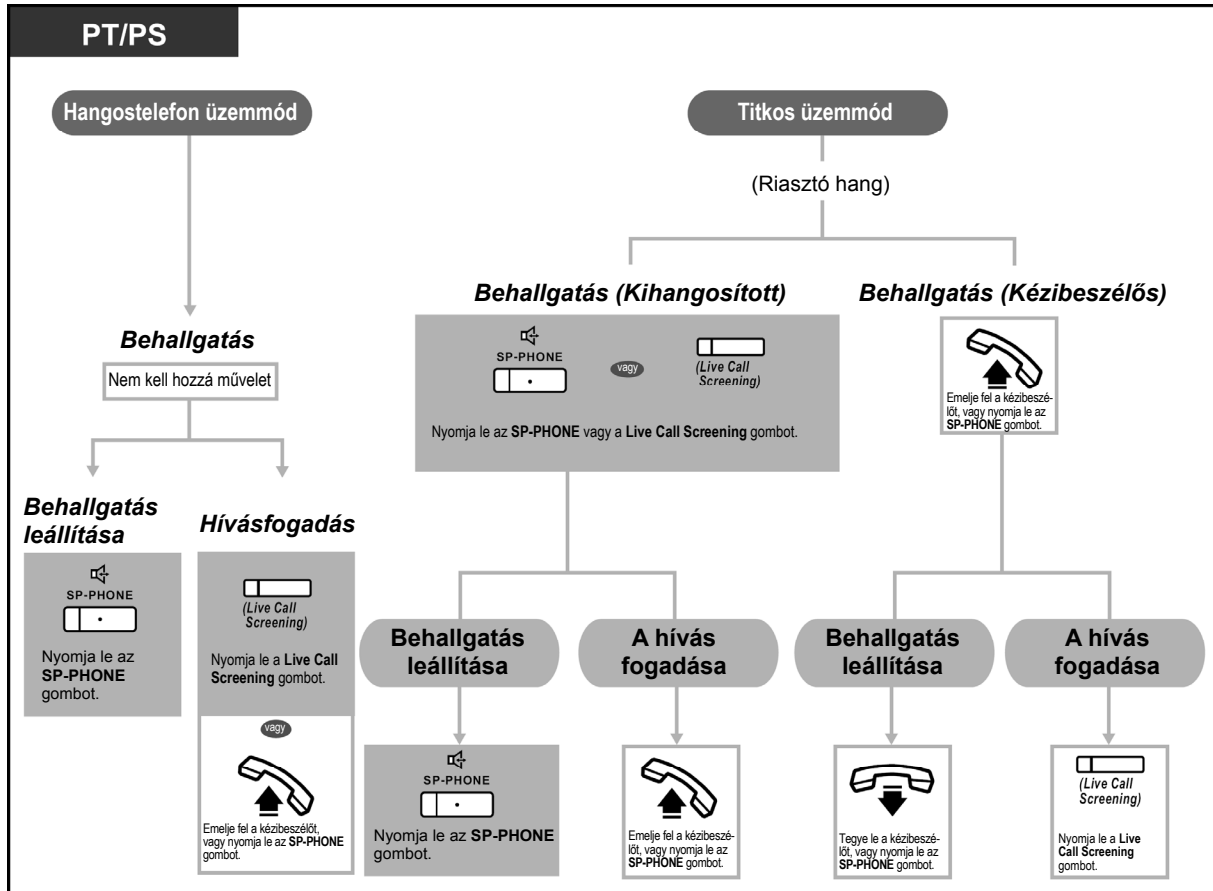 PT/PS
Hangostelefon üzemmód
Titkos üzemmód
(Riasztó hang)
Behallgatás
Nem kell hozzá művelet
Behallgatás
leállítása
SP-PHONE
Nyomja le az
SP-PHONE
gombot.
Hívásfogadás
(Live Call
Screening)
Nyomja le a Live Call
Screening gombot.
vagy
Emelje fel a kézibeszélőt,
vagy nyomja le az SP-PHONE
gombot.
Behallgatás (Kihangosított)
SP-PHONE
vagy
(Live Call
Screening)
Nyomja le az SP-PHONE vagy a Live Call Screening gombot.
Behallgatás
leállítása
SP-PHONE
Nyomja le az SP-PHONE
gombot.
A hívás
fogadása
Emelje fel a kézibeszé-
lőt, vagy nyomja le az
SP-PHONE gombot.
Behallgatás (Kézibeszélős)
Emelje fel a kézibeszé-
lőt, vagy nyomja le az
SP-PHONE gombot.
Behallgatás
leállítása
Tegye le a kézibeszé-
lőt, vagy nyomja le az
SP-PHONE gombot.
A hívás
fogadása
(Live Call
Screening)
Nyomja le a Live
Call Screening
gombot.